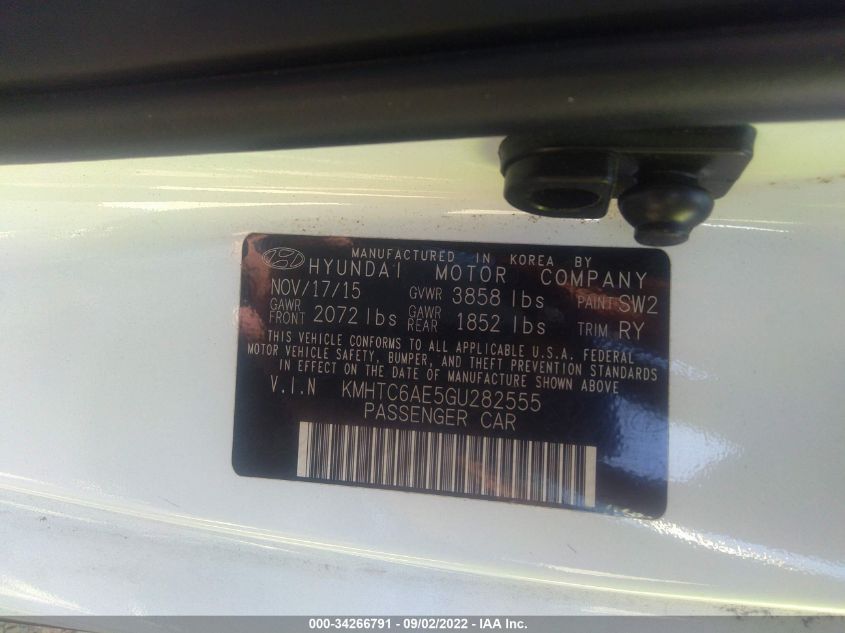 MANUFACTURED IN KOREA BY
HYUNDAI MOTOR COMPANY
NOV/17/15 GVWR 3858 lbs PAINT SW2
GAWR FRONT 2072 lbs GAWR REAR 1852 lbs TRIM RY
THIS VEHICLE CONFORMS TO ALL APPLICABLE U.S.A. FEDERAL
MOTOR VEHICLE SAFETY, BUMPER, AND THEFT PREVENTION STANDARDS
IN EFFECT ON THE DATE OF MANUFACTURE SHOWN ABOVE
V.I.N KMHTC6AE5GU282555
PASSENGER CAR
000-34266791 - 09/02/2022 - IAA Inc.